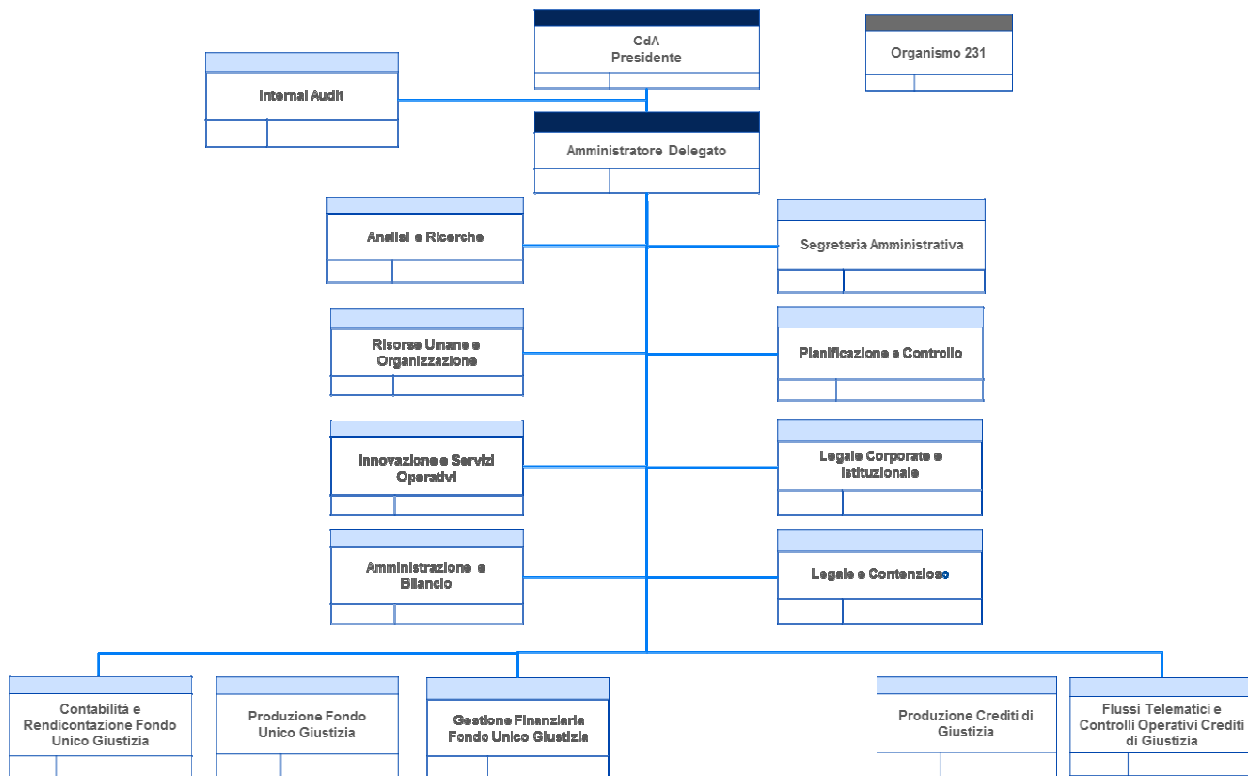 CdA
Presidente
Organismo 231
Internal Audit
Amministratore Delegato
Analisi e Ricerche
Segreteria Amministrativa
Risorse Umane e
Organizzazione
Pianificazione e Controllo
Innovazione e Servizi
Operativi
Legale Corporate e
Istituzionale
Amministrazione e
Bilancio
Legale e Contenzioso
Contabilità e
Rendicontazione Fondo
Unico Giustizia
Produzione Fondo
Unico Giustizia
Gestione Finanziaria
Fondo Unico Giustizia
Produzione Crediti di
Giustizia
Flussi Telematici e
Controlli Operativi Crediti
di Giustizia